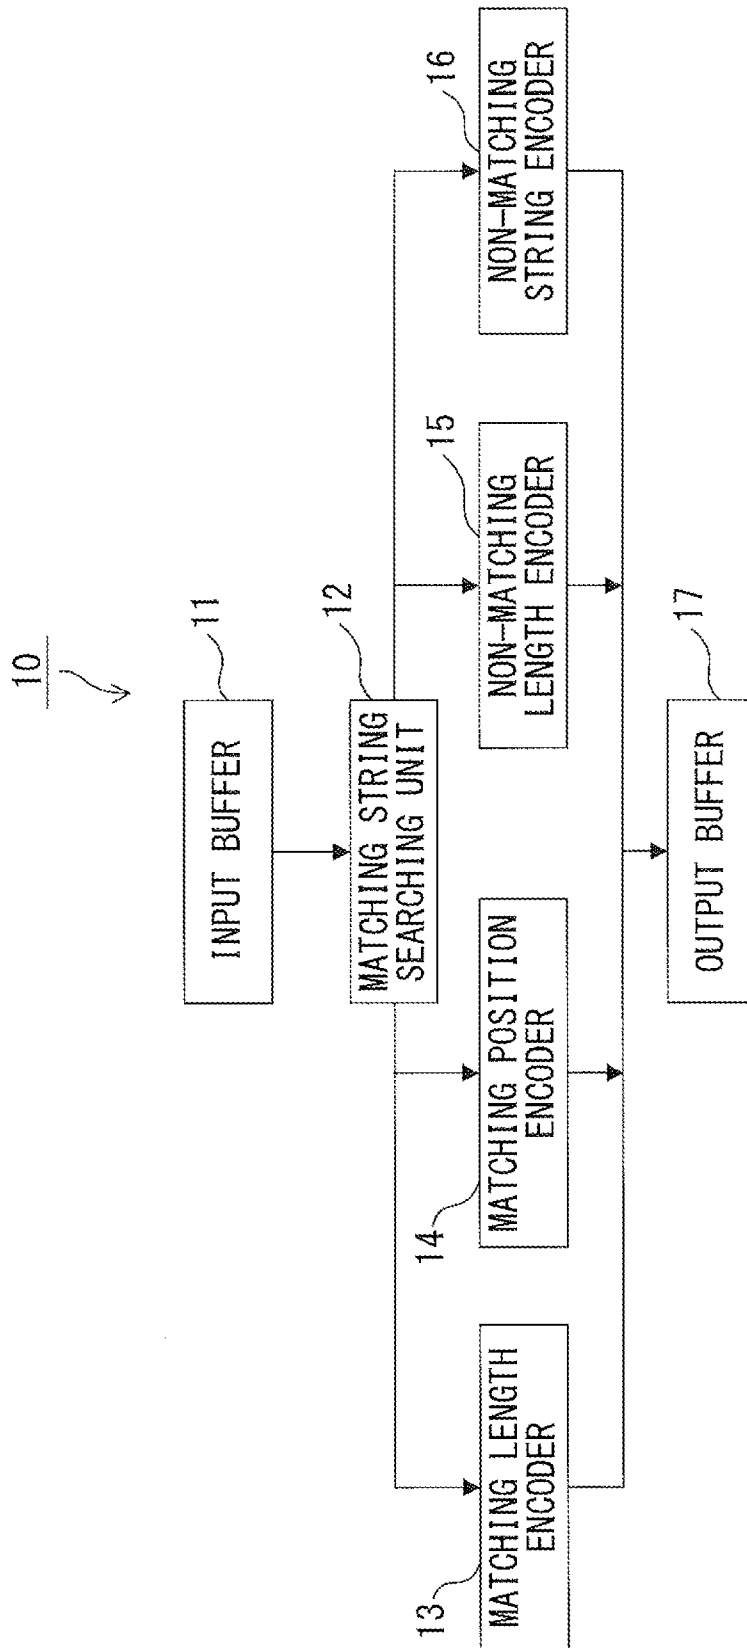 10
11
INPUT BUFFER
12
MATCHING STRING
SEARCHING UNIT
13
MATCHING LENGTH
ENCODER
14
MATCHING POSITION
ENCODER
15
NON-MATCHING
LENGTH ENCODER
16
NON-MATCHING
STRING ENCODER
17
OUTPUT BUFFER